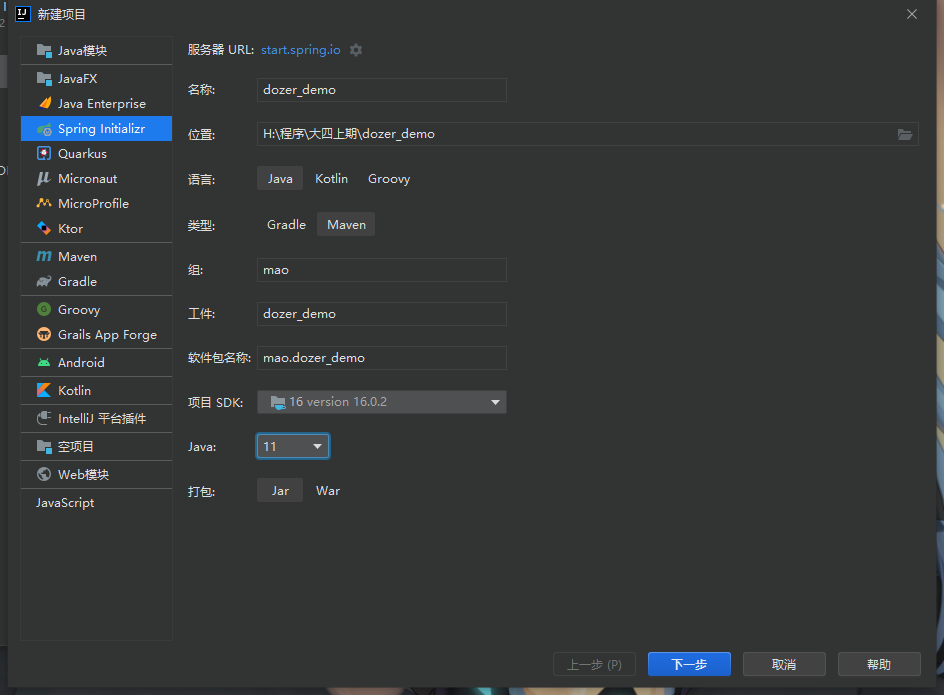 新建项目
Java模块
JavaFX
Java Enterprise
Spring Initializr
Quarkus
Micronaut
MicroProfile
Ktor
Maven
Gradle
Groovy
Grails App Forge
Android
Kotlin
IntelliJ 平台插件
空项目
Web模块
JavaScript
服务器 URL: start.spring.io
名称: dozer_demo
位置: H:\程序\大四上期\dozer_demo
语言: Java Kotlin Groovy
类型: Gradle Maven
组: mao
工件: dozer_demo
软件包名称: mao.dozer_demo
项目 SDK: 16 version 16.0.2
Java: 11
打包: Jar War
上一步 (P) 下一步 取消 帮助